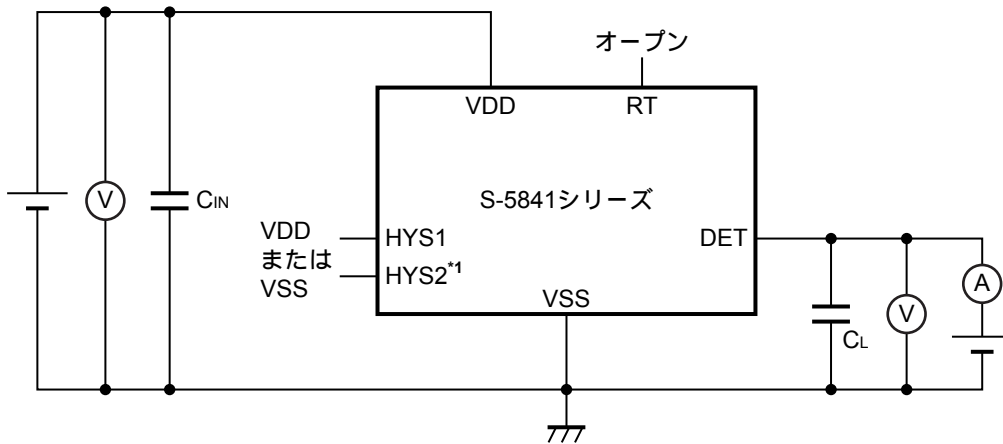 オープン
VDD
RT
V
CIN
S-5841シリーズ
VDD
または
VSS
HYS1
HYS2*1
DET
VSS
CL
V
A